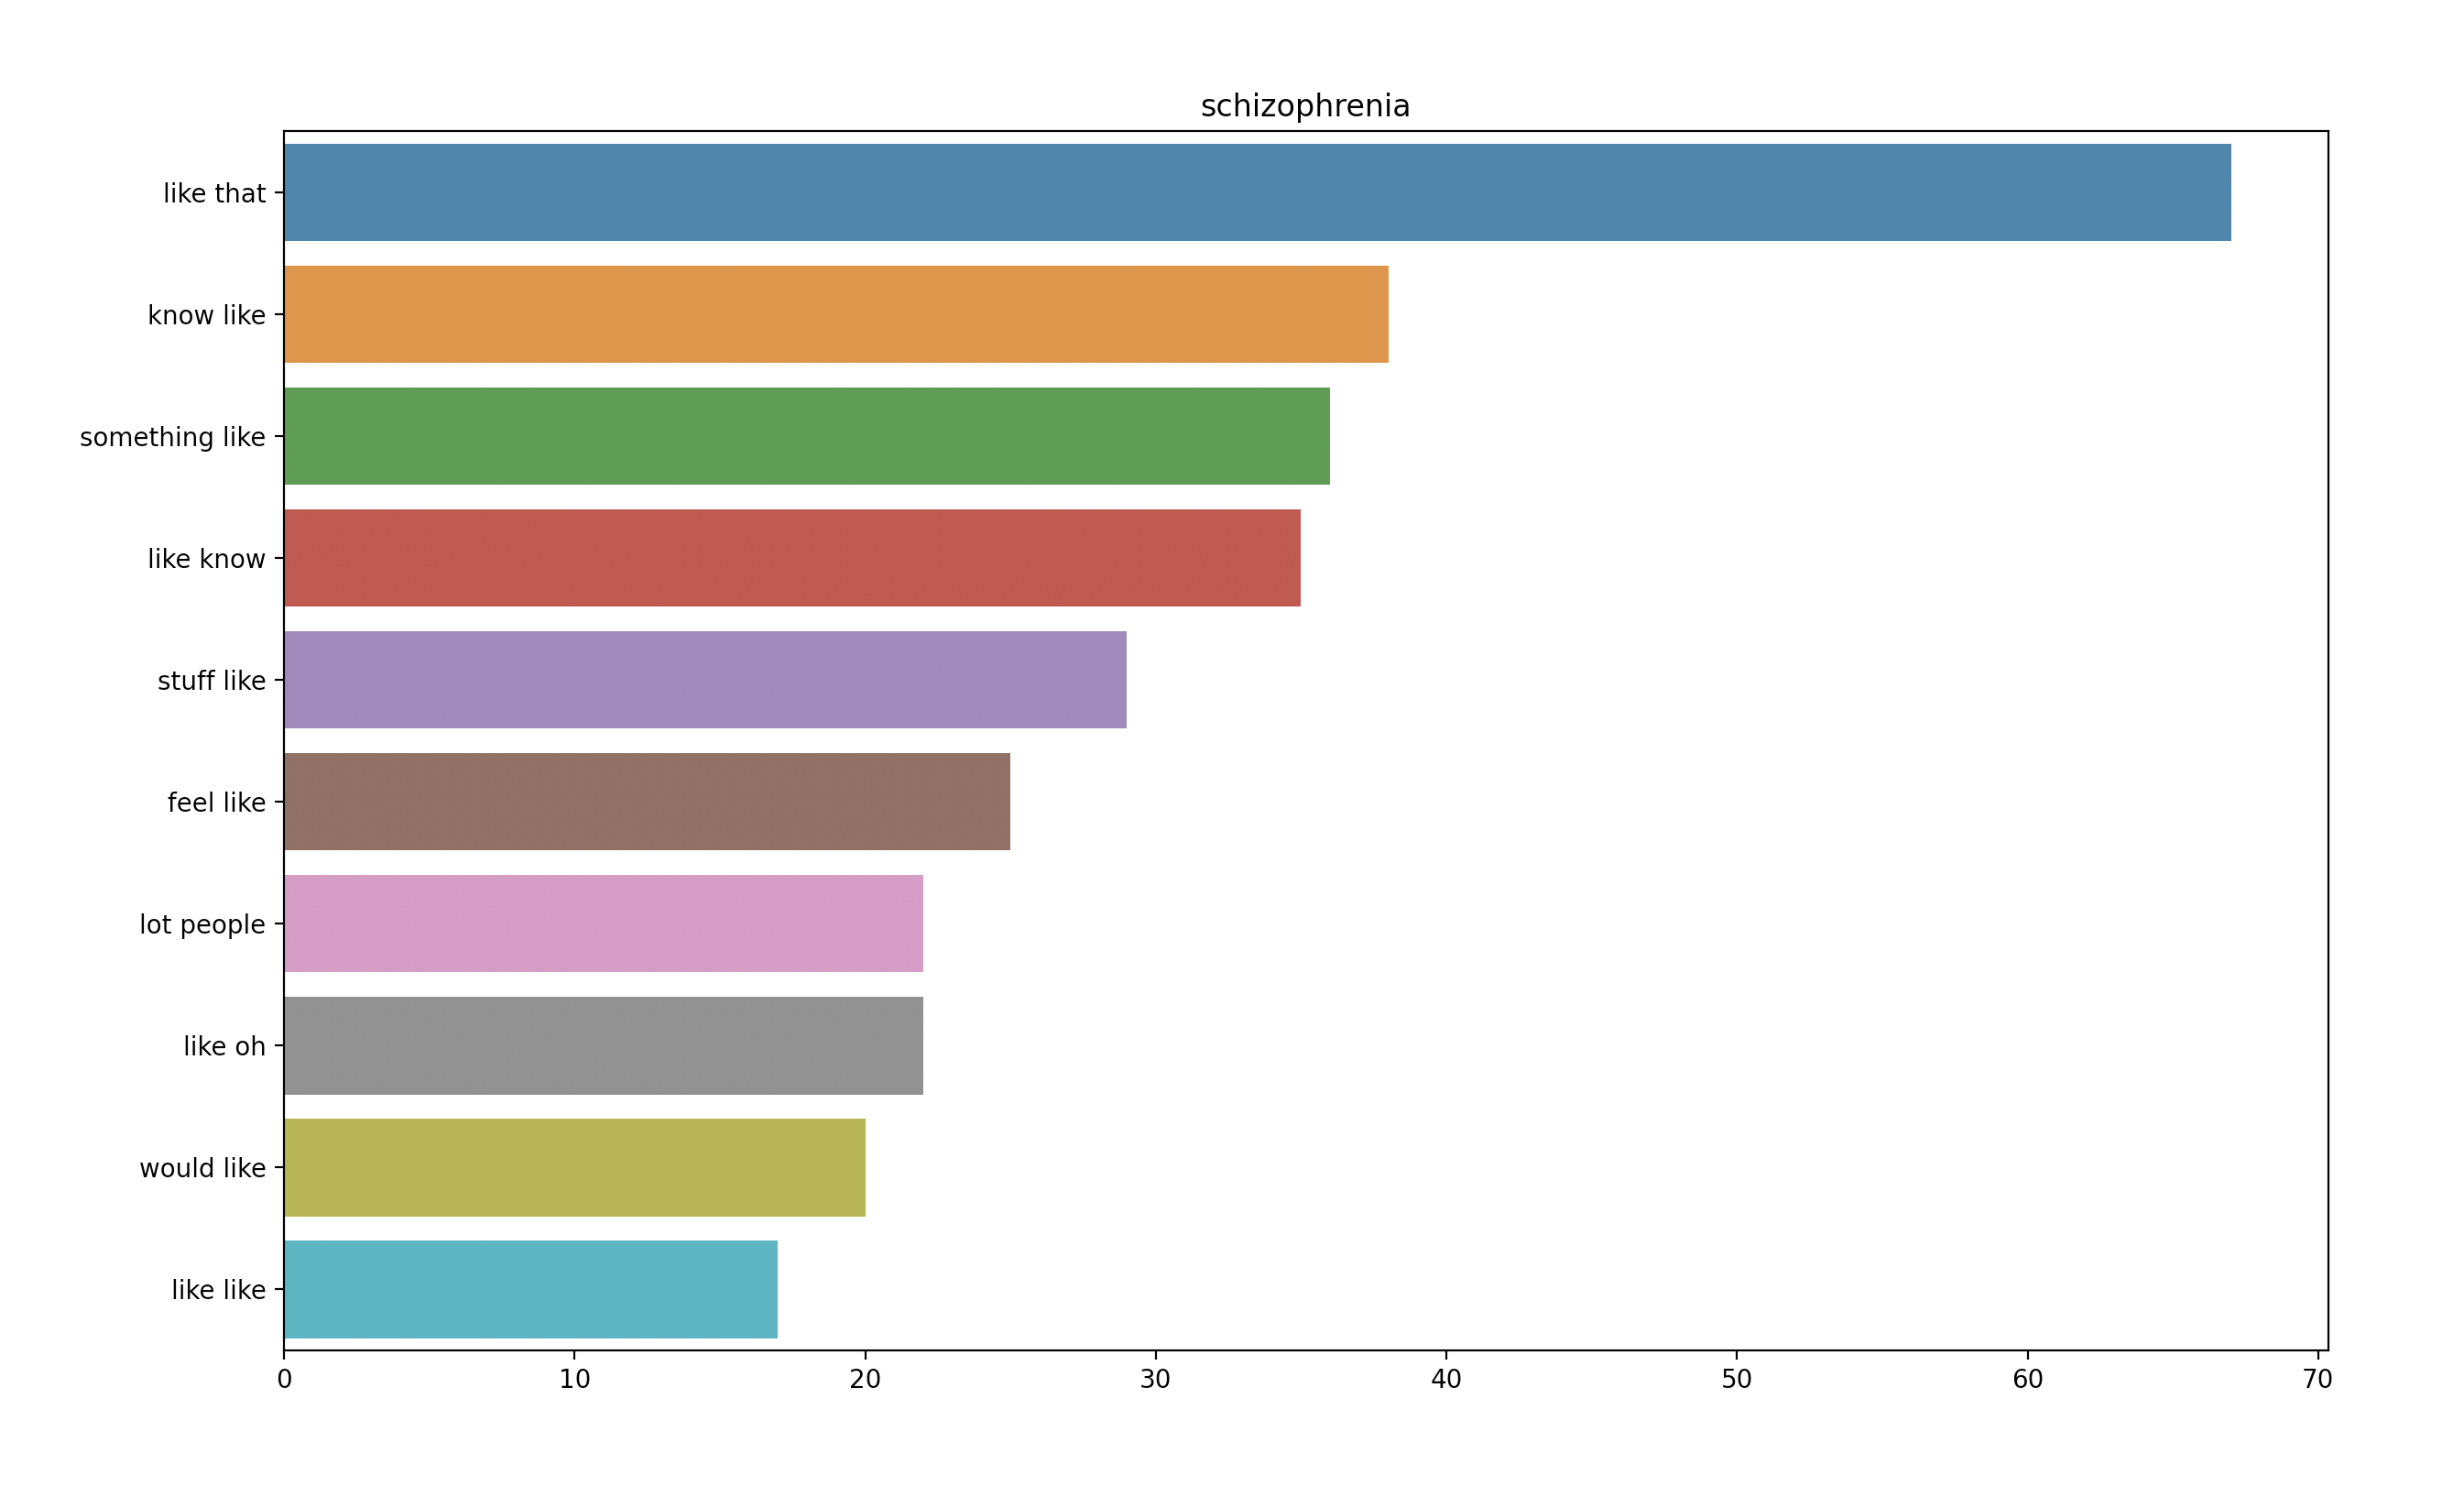 schizophrenia
like that
know like
something like
like know
stuff like
feel like
lot people
like oh
would like
like like
0 10 20 30 40 50 60 70